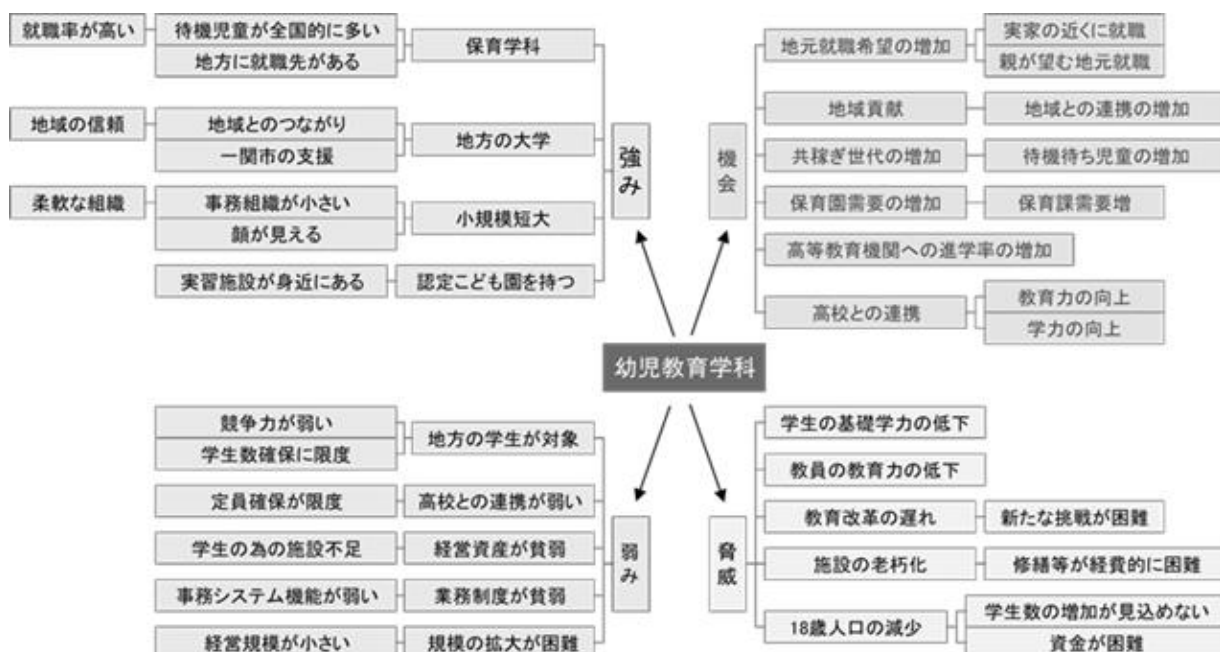 就職率が高い
待機児童が全国的に多い
地方に就職先がある
保育学科
地域の信頼
地域とのつながり
一関市の支援
地方の大学
柔軟な組織
事務組織が小さい
顔が見える
小規模短大
実習施設が身近にある
認定こども園を持つ
強み
機会
地元就職希望の増加
実家の近くに就職
親が望む地元就職
地域貢献
地域との連携の増加
共稼ぎ世代の増加
待機待ち児童の増加
保育園需要の増加
保育課需要増
高等教育機関への進学率の増加
高校との連携
教育力の向上
学力の向上
幼児教育学科
競争力が弱い
学生数確保に限度
地方の学生が対象
定員確保が限度
高校との連携が弱い
学生の為の施設不足
経営資産が貧弱
事務システム機能が弱い
業務制度が貧弱
経営規模が小さい
規模の拡大が困難
弱み
脅威
学生の基礎学力の低下
教員の教育力の低下
教育改革の遅れ
新たな挑戦が困難
施設の老朽化
修繕等が経費的に困難
18歳人口の減少
学生数の増加が見込めない
資金が困難